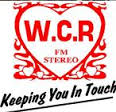 W.C.R
FM
STEREO
Keeping You In Touch